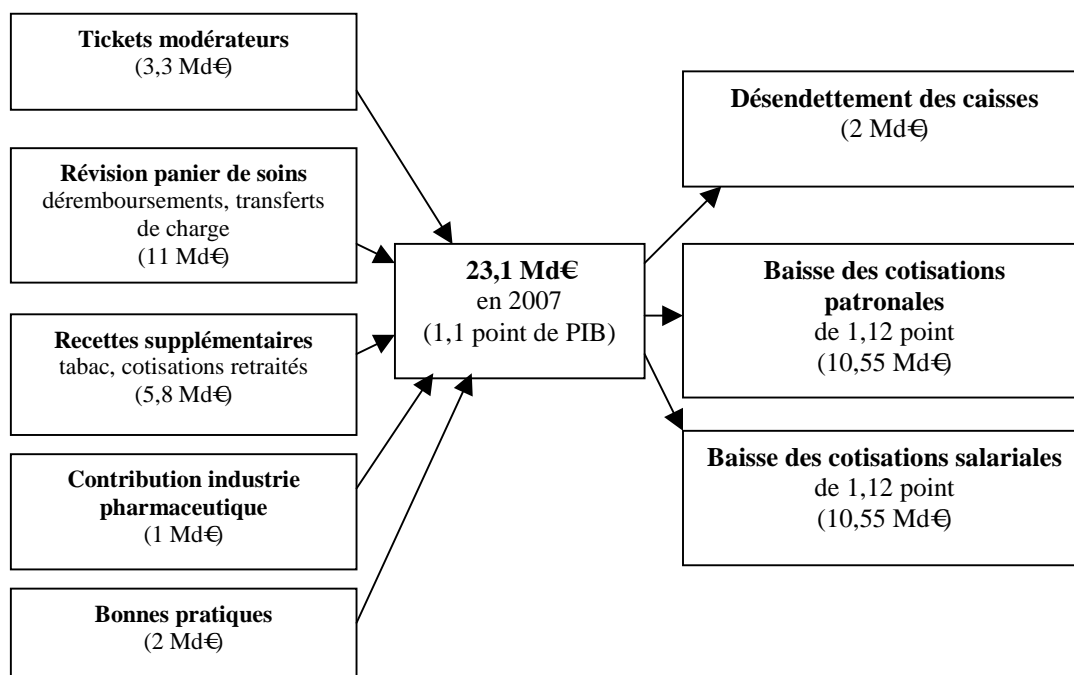 Tickets modérateurs
(3,3 Md€)
Révision panier de soins
déremboursements, transferts
de charge
(11 Md€)
Recettes supplémentaires
tabac, cotisations retraités
(5,8 Md€)
Contribution industrie
pharmaceutique
(1 Md€)
Bonnes pratiques
(2 Md€)
23,1 Md€
en 2007
(1,1 point de PIB)
Désendettement des caisses
(2 Md€)
Baisse des cotisations
patronales
de 1,12 point
(10,55 Md€)
Baisse des cotisations salariales
de 1,12 point
(10,55 Md€)